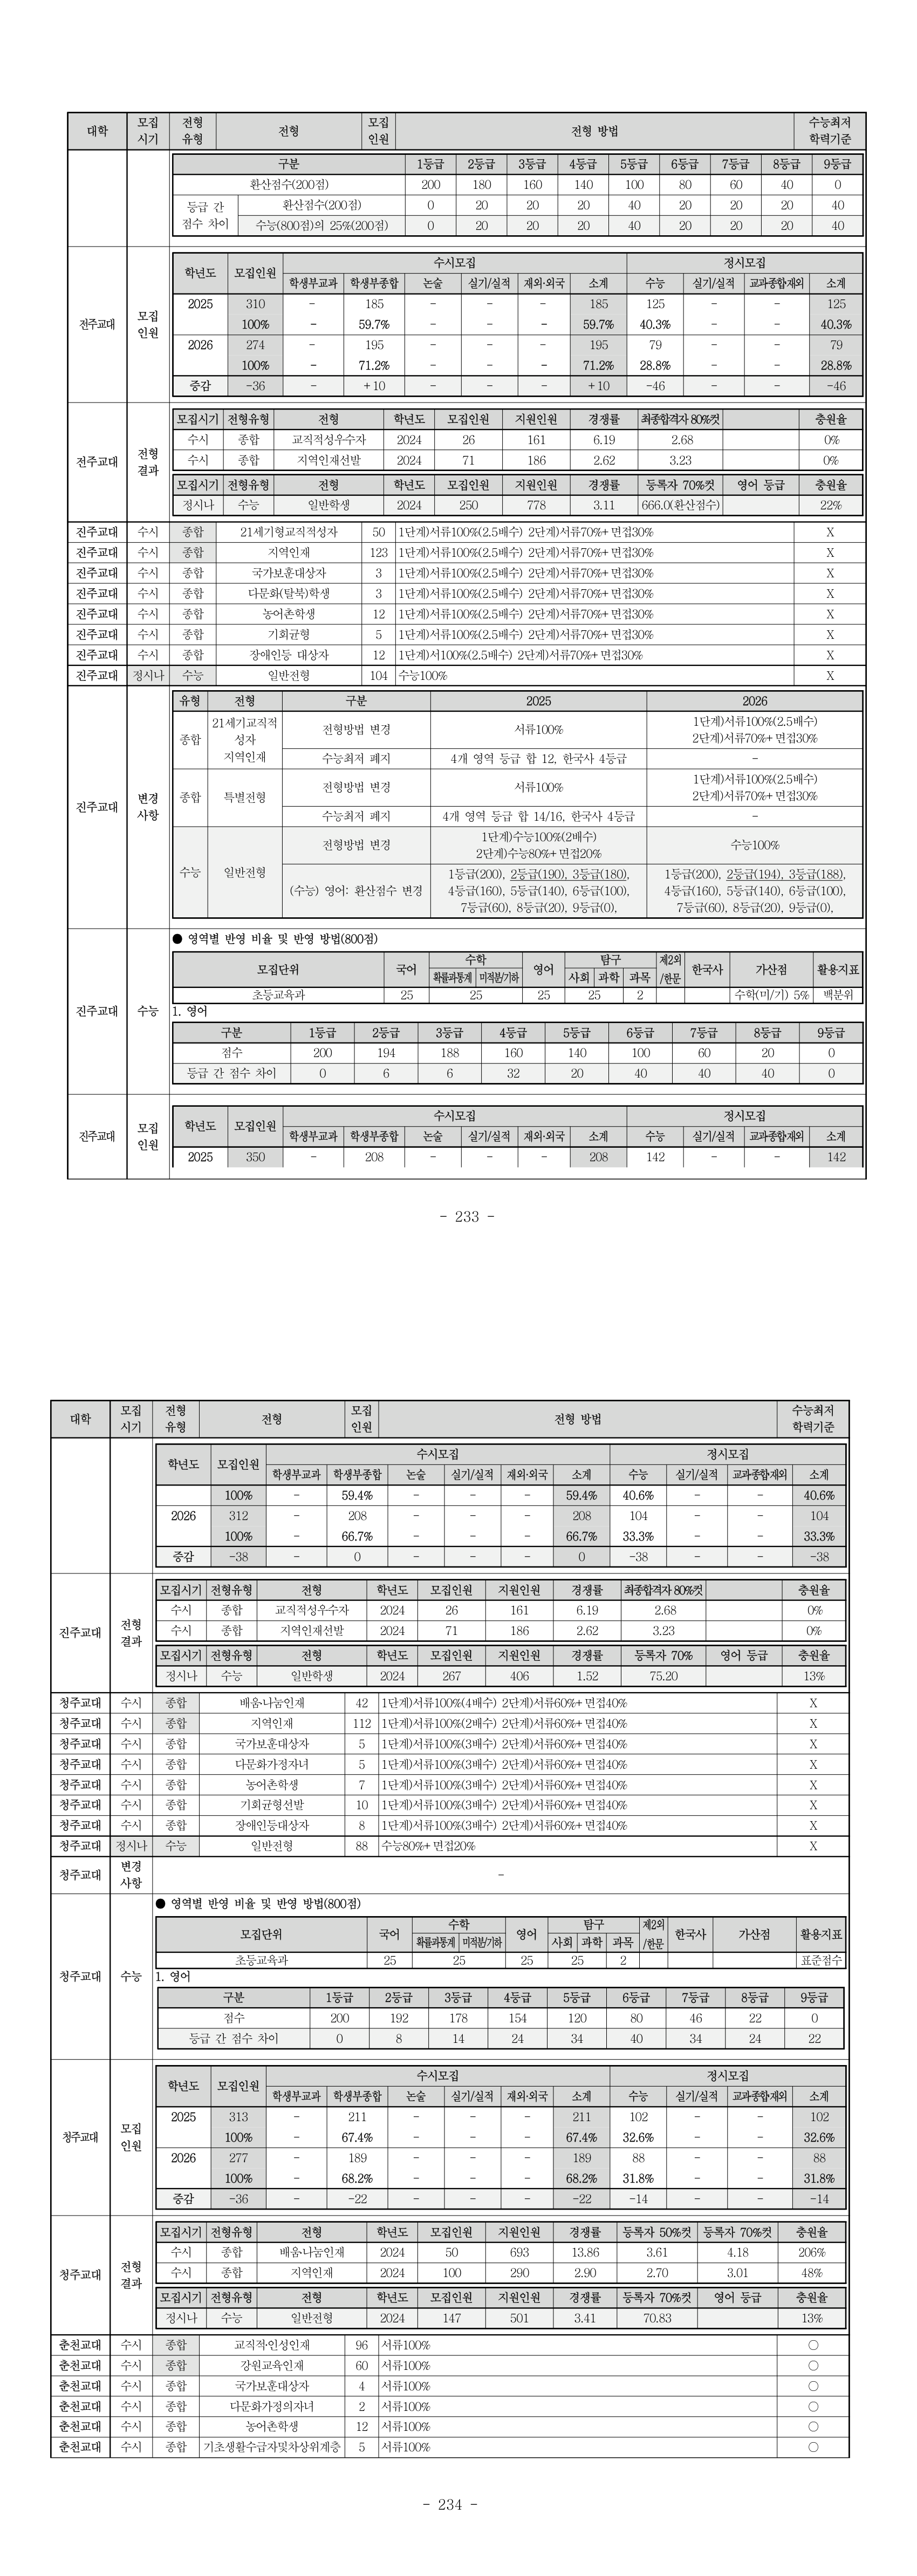 대학 모집 시기 전형 유형 전형 모집 인원 전형 방법 수능최저 학력기준
구분 1등급 2등급 3등급 4등급 5등급 6등급 7등급 8등급 9등급
환산점수(200점) 200 180 160 140 100 80 60 40 0
등급 간 점수 차이 환산점수(200점) 0 20 20 20 40 20 20 20 40
수능(800점)의 25%(200점) 0 20 20 20 40 20 20 20 40
전주교대 모집 인원
학년도 모집인원 수시모집 정시모집
학생부교과 학생부종합 논술 실기/실적 재외·외국 소계 수능 실기/실적 교과종합재외 소계
2025 310 - 185 - - - 185 125 - - 125
100% - 59.7% - - - 59.7% 40.3% - - 40.3%
2026 274 - 195 - - - 195 79 - - 79
100% - 71.2% - - - 71.2% 28.8% - - 28.8%
증감 -36 - +10 - - - +10 -46 - - -46
전주교대 전형 결과
모집시기 전형유형 전형 학년도 모집인원 지원인원 경쟁률 최종합격자 80%컷 충원율
수시 종합 교직적성우수자 2024 26 161 6.19 2.68 0%
수시 종합 지역인재선발 2024 71 186 2.62 3.23 0%
모집시기 전형유형 전형 학년도 모집인원 지원인원 경쟁률 등록자 70%컷 영어 등급 충원율
정시나 수능 일반학생 2024 250 778 3.11 666.0(환산점수) 22%
진주교대 수시 종합 21세기형교직적성자 50 1단계)서류100%(2.5배수) 2단계)서류70%+면접30% X
진주교대 수시 종합 지역인재 123 1단계)서류100%(2.5배수) 2단계)서류70%+면접30% X
진주교대 수시 종합 국가보훈대상자 3 1단계)서류100%(2.5배수) 2단계)서류70%+면접30% X
진주교대 수시 종합 다문화(탈북)학생 3 1단계)서류100%(2.5배수) 2단계)서류70%+면접30% X
진주교대 수시 종합 농어촌학생 12 1단계)서류100%(2.5배수) 2단계)서류70%+면접30% X
진주교대 수시 종합 기회균형 5 1단계)서류100%(2.5배수) 2단계)서류70%+면접30% X
진주교대 수시 종합 장애인등 대상자 12 1단계)서100%(2.5배수) 2단계)서류70%+면접30% X
진주교대 정시나 수능 일반전형 104 수능100% X
진주교대 변경 사항
유형 전형 구분 2025 2026
종합 21세기교직적성자 지역인재 전형방법 변경 서류100% 1단계)서류100%(2.5배수) 2단계)서류70%+면접30%
수능최저 폐지 4개 영역 등급 합 12, 한국사 4등급 -
종합 특별전형 전형방법 변경 서류100% 1단계)서류100%(2.5배수) 2단계)서류70%+면접30%
수능최저 폐지 4개 영역 등급 합 14/16, 한국사 4등급 -
수능 일반전형 전형방법 변경 1단계)수능100%(2배수) 2단계)수능80%+면접20% 수능100%
(수능) 영어: 환산점수 변경 1등급(200), 2등급(190), 3등급(180), 4등급(160), 5등급(140), 6등급(100), 7등급(60), 8등급(20), 9등급(0), 1등급(200), 2등급(194), 3등급(188), 4등급(160), 5등급(140), 6등급(100), 7등급(60), 8등급(20), 9등급(0),
진주교대 수능
● 영역별 반영 비율 및 반영 방법(800점)
모집단위 국어 수학 영어 탐구 제2외/한문 한국사 가산점 활용지표
확률과통계 미적분/기하 사회 과학 과목
초등교육과 25 25 25 25 2 수학(미/기) 5% 백분위
1. 영어
구분 1등급 2등급 3등급 4등급 5등급 6등급 7등급 8등급 9등급
점수 200 194 188 160 140 100 60 20 0
등급 간 점수 차이 0 6 6 32 20 40 40 40 0
진주교대 모집 인원
학년도 모집인원 수시모집 정시모집
학생부교과 학생부종합 논술 실기/실적 재외·외국 소계 수능 실기/실적 교과종합재외 소계
2025 350 - 208 - - - 208 142 - - 142
- 233 -
대학 모집 시기 전형 유형 전형 모집 인원 전형 방법 수능최저 학력기준
학년도 모집인원 수시모집 정시모집
학생부교과 학생부종합 논술 실기/실적 재외·외국 소계 수능 실기/실적 교과종합재외 소계
100% - 59.4% - - - 59.4% 40.6% - - 40.6%
2026 312 - 208 - - - 208 104 - - 104
100% - 66.7% - - - 66.7% 33.3% - - 33.3%
증감 -38 - 0 - - - 0 -38 - - -38
진주교대 전형 결과
모집시기 전형유형 전형 학년도 모집인원 지원인원 경쟁률 최종합격자 80%컷 충원율
수시 종합 교직적성우수자 2024 26 161 6.19 2.68 0%
수시 종합 지역인재선발 2024 71 186 2.62 3.23 0%
모집시기 전형유형 전형 학년도 모집인원 지원인원 경쟁률 등록자 70% 영어 등급 충원율
정시나 수능 일반학생 2024 267 406 1.52 75.20 13%
청주교대 수시 종합 배움·나눔인재 42 1단계)서류100%(4배수) 2단계)서류60%+면접40% X
청주교대 수시 종합 지역인재 112 1단계)서류100%(2배수) 2단계)서류60%+면접40% X
청주교대 수시 종합 국가보훈대상자 5 1단계)서류100%(3배수) 2단계)서류60%+면접40% X
청주교대 수시 종합 다문화가정자녀 5 1단계)서류100%(3배수) 2단계)서류60%+면접40% X
청주교대 수시 종합 농어촌학생 7 1단계)서류100%(3배수) 2단계)서류60%+면접40% X
청주교대 수시 종합 기회균형선발 10 1단계)서류100%(3배수) 2단계)서류60%+면접40% X
청주교대 수시 종합 장애인등대상자 8 1단계)서류100%(3배수) 2단계)서류60%+면접40% X
청주교대 정시나 수능 일반전형 88 수능80%+면접20% X
청주교대 변경 사항 -
청주교대 수능
● 영역별 반영 비율 및 반영 방법(800점)
모집단위 국어 수학 영어 탐구 제2외/한문 한국사 가산점 활용지표
확률과통계 미적분/기하 사회 과학 과목
초등교육과 25 25 25 25 2 표준점수
1. 영어
구분 1등급 2등급 3등급 4등급 5등급 6등급 7등급 8등급 9등급
점수 200 192 178 154 120 80 46 22 0
등급 간 점수 차이 0 8 14 24 34 40 34 24 22
청주교대 모집 인원
학년도 모집인원 수시모집 정시모집
학생부교과 학생부종합 논술 실기/실적 재외·외국 소계 수능 실기/실적 교과종합재외 소계
2025 313 - 211 - - - 211 102 - - 102
100% - 67.4% - - - 67.4% 32.6% - - 32.6%
2026 277 - 189 - - - 189 88 - - 88
100% - 68.2% - - - 68.2% 31.8% - - 31.8%
증감 -36 - -22 - - - -22 -14 - - -14
청주교대 전형 결과
모집시기 전형유형 전형 학년도 모집인원 지원인원 경쟁률 등록자 50%컷 등록자 70%컷 충원율
수시 종합 배움·나눔인재 2024 50 693 13.86 3.61 4.18 206%
수시 종합 지역인재 2024 100 290 2.90 2.70 3.01 48%
모집시기 전형유형 전형 학년도 모집인원 지원인원 경쟁률 등록자 70%컷 영어 등급 충원율
정시나 수능 일반전형 2024 147 501 3.41 70.83 13%
춘천교대 수시 종합 교직적·인성인재 96 서류100% ○
춘천교대 수시 종합 강원교육인재 60 서류100% ○
춘천교대 수시 종합 국가보훈대상자 4 서류100% ○
춘천교대 수시 종합 다문화가정의자녀 2 서류100% ○
춘천교대 수시 종합 농어촌학생 12 서류100% ○
춘천교대 수시 종합 기초생활수급자및차상위계층 5 서류100% ○
- 234 -